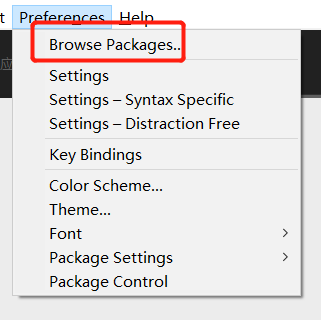 t Preferences Help
Browse Packages...
应
Settings
Settings – Syntax Specific
Settings – Distraction Free
Key Bindings
Color Scheme...
Theme...
Font
Package Settings
Package Control